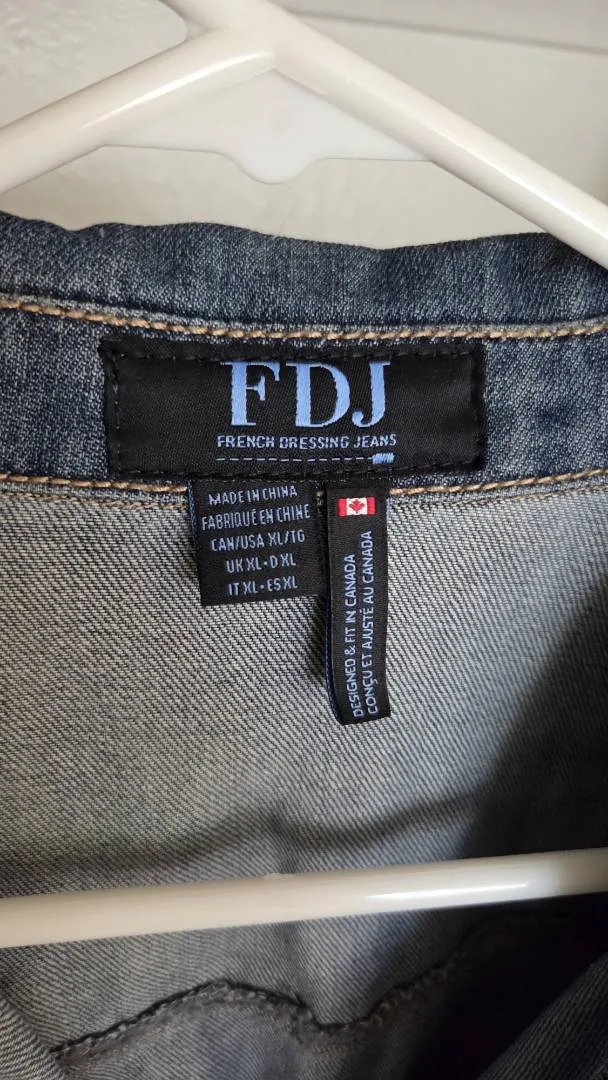 FDJ
FRENCH DRESSING JEANS
MADE IN CHINA
FABRIQUÉ EN CHINE
CAN/USA XL/TG
UK XL • D XL
IT XL • ES XL
DESIGNED & FIT IN CANADA
CONÇU ET AJUSTÉ AU CANADA